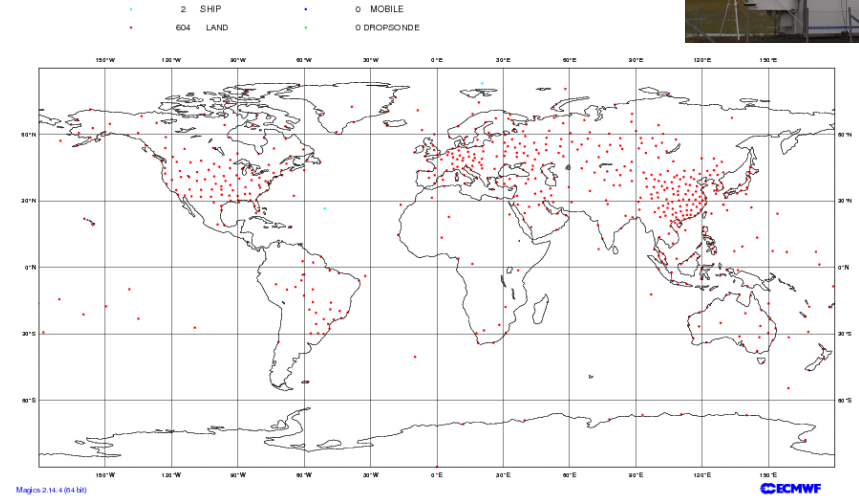 2 SHIP 0 MOBILE
604 LAND 0 DROPSONDE
150°W 120°W 90°W 60°W 30°W 0°E 30°E 60°E 90°E 120°E 150°E
60°N 60°N
30°N 30°N
0°N 0°N
30°S 30°S
60°S 60°S
150°W 120°W 90°W 60°W 30°W 0°E 30°E 60°E 90°E 120°E 150°E
Magics 2.14.4 (64 bit) ECMWF